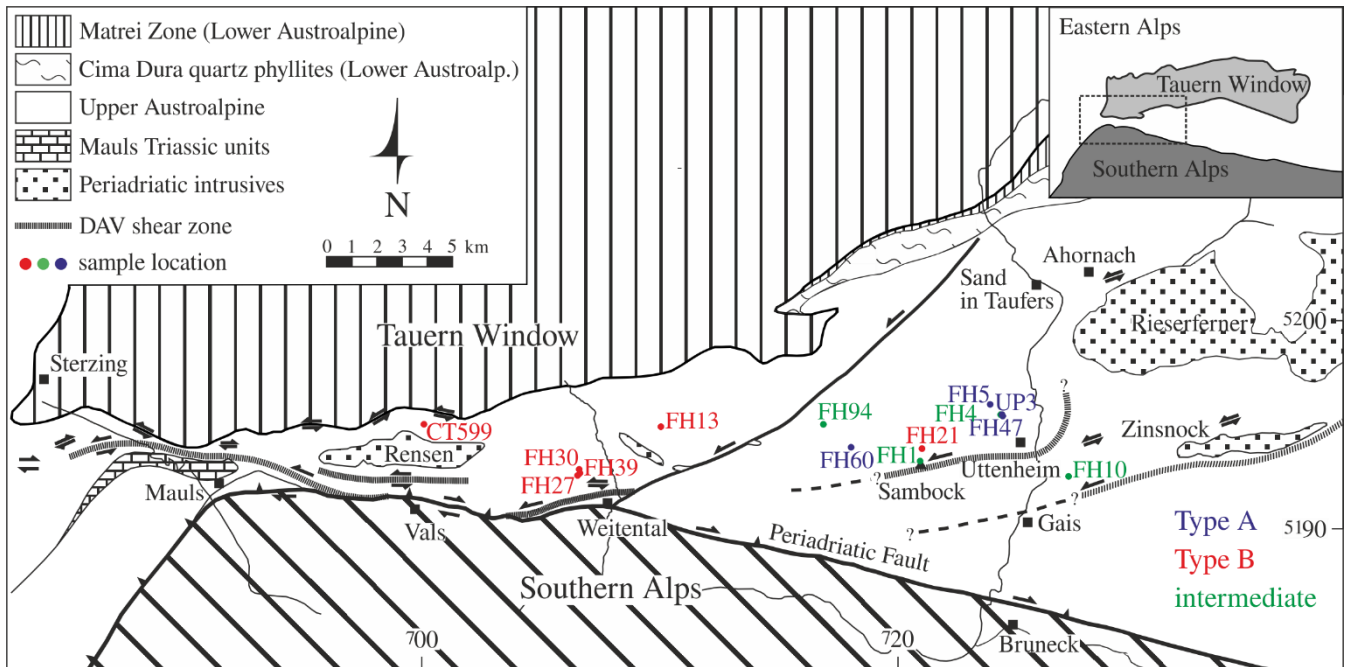 Matrei Zone (Lower Austroalpine)
Cima Dura quartz phyllites (Lower Austroalp.)
Upper Austroalpine
Mauls Triassic units
Periadriatic intrusives
DAV shear zone
sample location
N
0 1 2 3 4 5 km
Eastern Alps
Tauern Window
Southern Alps
Ahornach
Sand
in Taufers
Rieserferner
5200
Tauern Window
Sterzing
CT599
Rensen
FH13
FH30
FH39
FH27
FH94
FH60
FH5
UP3
FH4
FH47
FH21
FH1
?
Zinsnock
Uttenheim
FH10
?
Sambock
?
Mauls
Vals
Weitental
?
Gais
5190
Periadriatic Fault
Southern Alps
Type A
Type B
intermediate
700
720
Bruneck